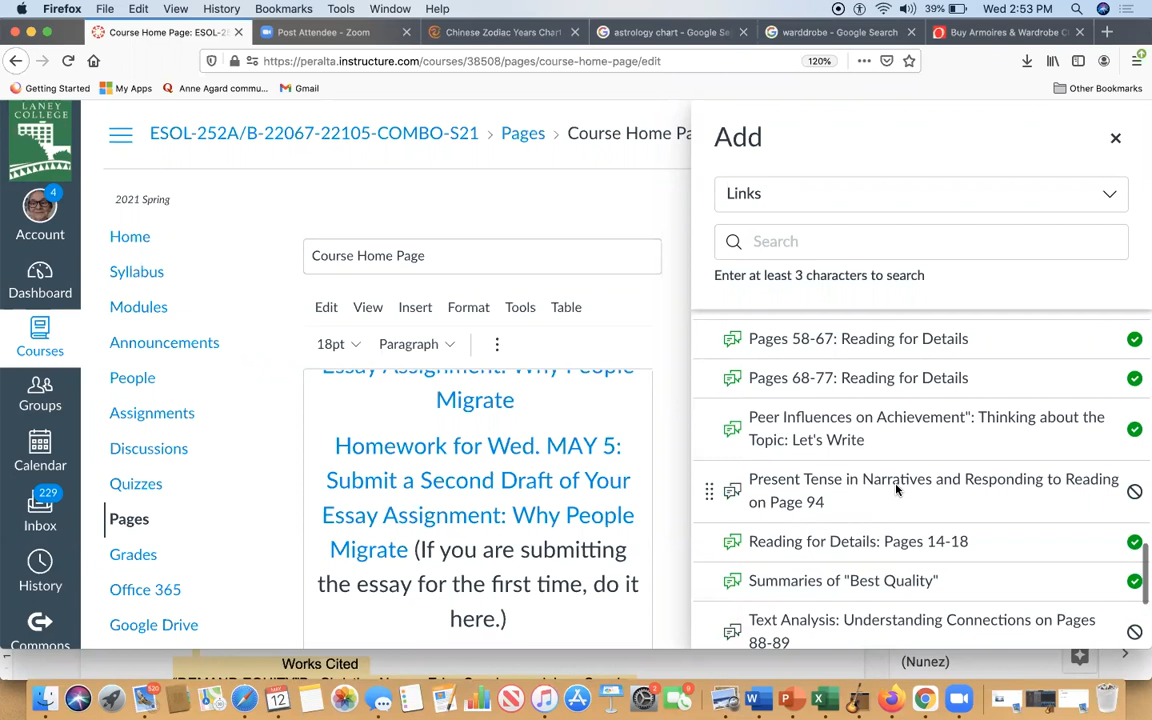 Firefox File Edit View History Bookmarks Tools Window Help
39% Wed 2:53 PM
Course Home Page: ESOL-25 Post Attendee - Zoom Chinese Zodiac Years Chart astrology chart - Google Se warddrobe - Google Search Buy Armoires & Wardrobe C
https://peralta.instructure.com/courses/38508/pages/course-home-page/edit 120%
Getting Started My Apps Anne Agard commu... Gmail Other Bookmarks
LANEY COLLEGE
4
Account
Dashboard
Courses
Groups
Calendar
229
Inbox
History
Commons
ESOL-252A/B-22067-22105-COMBO-S21 > Pages > Course Home Pa
2021 Spring
Home
Syllabus
Modules
Announcements
People
Assignments
Discussions
Quizzes
Pages
Grades
Office 365
Google Drive
Course Home Page
Edit View Insert Format Tools Table
18pt Paragraph
Essay Assignment: Why People
Migrate
Homework for Wed. MAY 5:
Submit a Second Draft of Your
Essay Assignment: Why People
Migrate (If you are submitting
the essay for the first time, do it
here.)
Add
Links
Search
Enter at least 3 characters to search
Pages 58-67: Reading for Details
Pages 68-77: Reading for Details
Peer Influences on Achievement": Thinking about the
Topic: Let's Write
Present Tense in Narratives and Responding to Reading
on Page 94
Reading for Details: Pages 14-18
Summaries of "Best Quality"
Text Analysis: Understanding Connections on Pages
88-89
Works Cited
(Nunez)